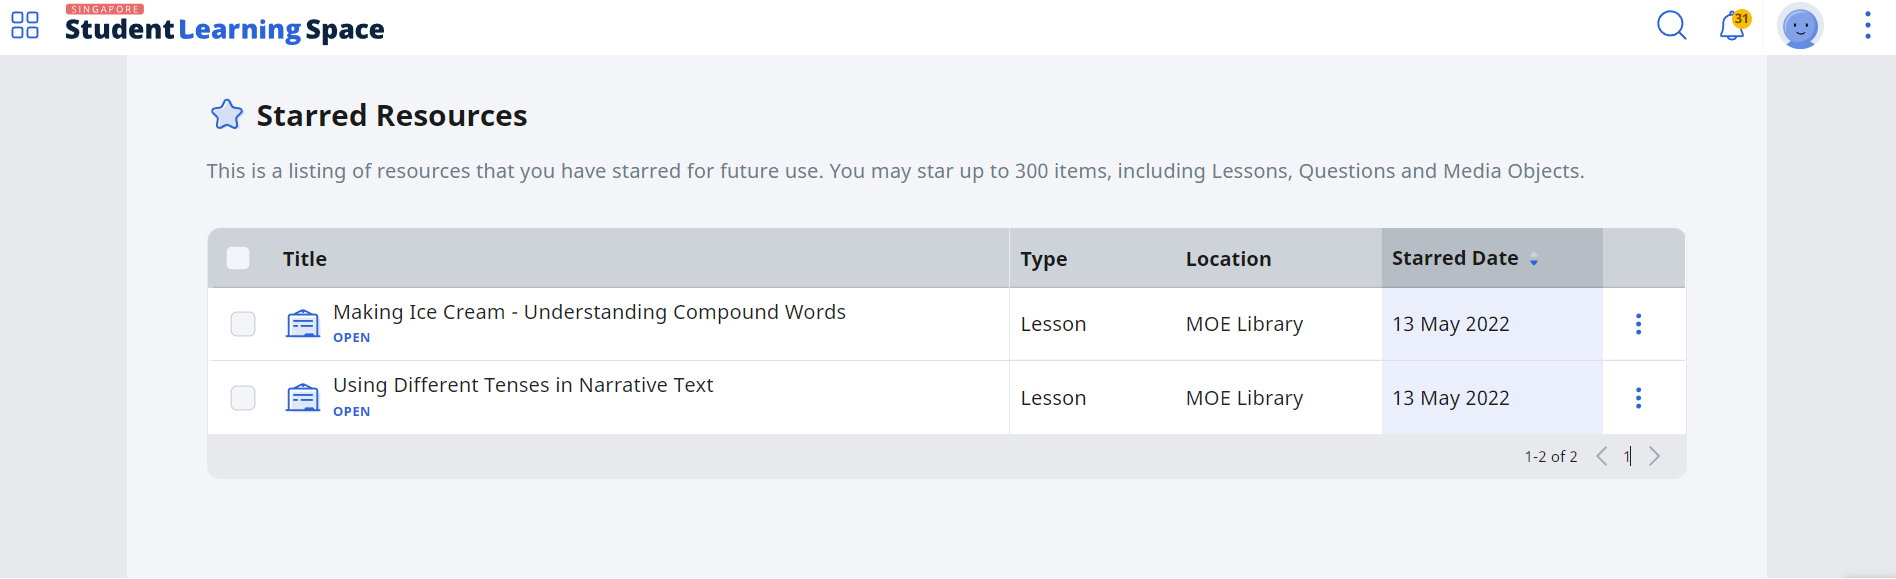 SINGAPORE
Student Learning Space
31
Starred Resources
This is a listing of resources that you have starred for future use. You may star up to 300 items, including Lessons, Questions and Media Objects.
Title Type Location Starred Date
Making Ice Cream - Understanding Compound Words
OPEN
Lesson MOE Library 13 May 2022
Using Different Tenses in Narrative Text
OPEN
Lesson MOE Library 13 May 2022
1-2 of 2 1